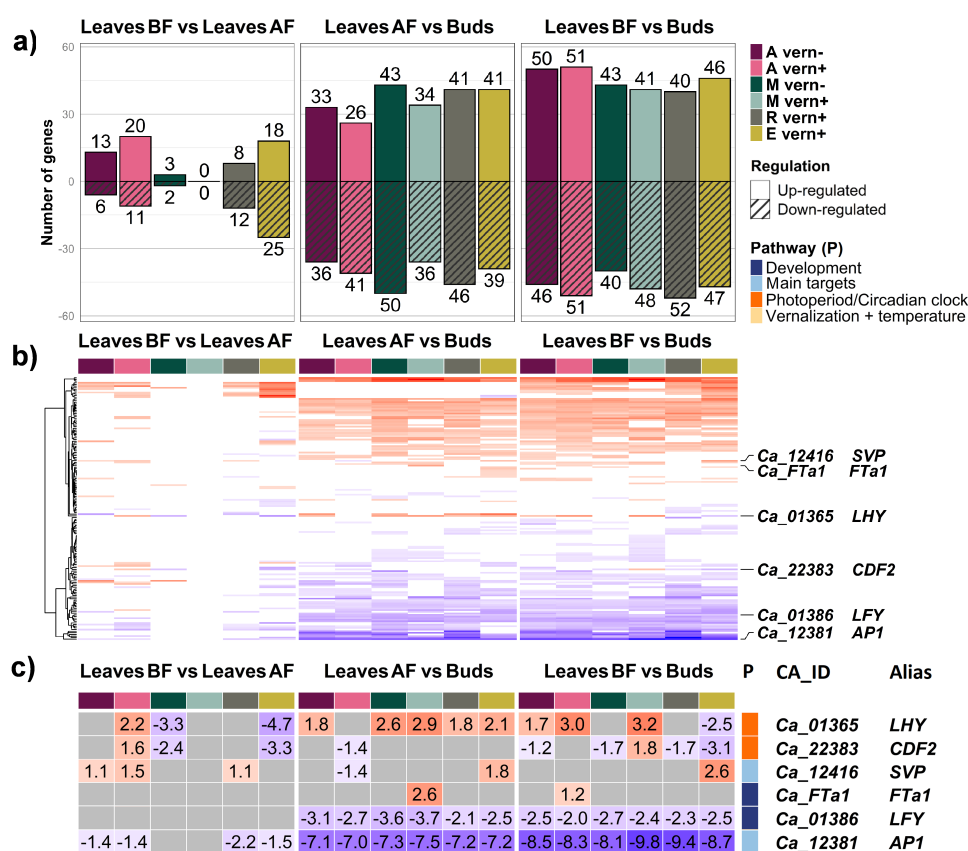 a)
Leaves BF vs Leaves AF Leaves AF vs Buds Leaves BF vs Buds
Number of genes
60
30
0
-30
-60
13 20 3 0 8 18
6 11 2 0 12 25
33 26 43 34 41 41
36 41 50 36 46 39
50 51 43 41 40 46
46 51 40 48 52 47
A vern-
A vern+
M vern-
M vern+
R vern+
E vern+
Regulation
Up-regulated
Down-regulated
Pathway (P)
Development
Main targets
Photoperiod/Circadian clock
Vernalization + temperature
b)
Leaves BF vs Leaves AF Leaves AF vs Buds Leaves BF vs Buds
Ca_12416 SVP
Ca_FTa1 FTa1
Ca_01365 LHY
Ca_22383 CDF2
Ca_01386 LFY
Ca_12381 AP1
c)
Leaves BF vs Leaves AF Leaves AF vs Buds Leaves BF vs Buds P CA_ID Alias
2.2 -3.3 -4.7 1.8 2.6 2.9 1.8 2.1 1.7 3.0 3.2 -2.5 Ca_01365 LHY
1.6 -2.4 -3.3 -1.4 -1.2 -1.7 1.8 -1.7 -3.1 Ca_22383 CDF2
1.1 1.5 1.1 -1.4 1.8 2.6 Ca_12416 SVP
2.6 1.2 Ca_FTa1 FTa1
-3.1 -2.7 -3.6 -3.7 -2.1 -2.5 -2.5 -2.0 -2.7 -2.4 -2.3 -2.5 Ca_01386 LFY
-1.4 -1.4 -2.2 -1.5 -7.1 -7.0 -7.3 -7.5 -7.2 -7.2 -8.5 -8.3 -8.1 -9.8 -9.4 -8.7 Ca_12381 AP1